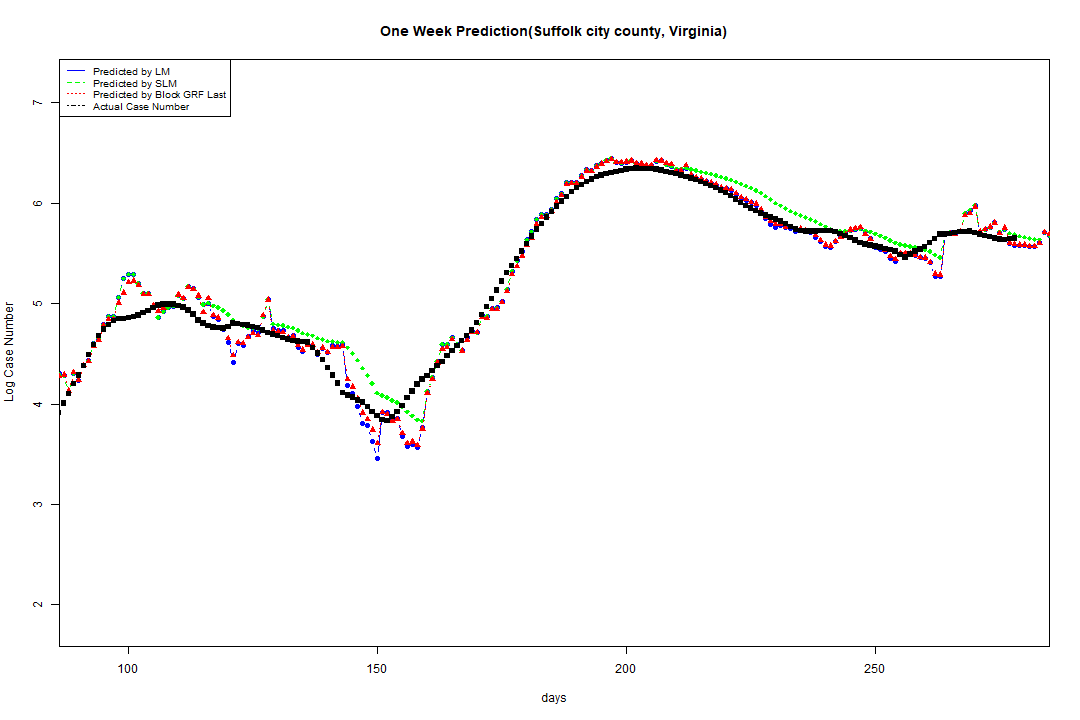 One Week Prediction(Suffolk city county, Virginia)
Predicted by LM
Predicted by SLM
Predicted by Block GRF Last
Actual Case Number
7
6
5
4
3
2
Log Case Number
100 150 200 250
days